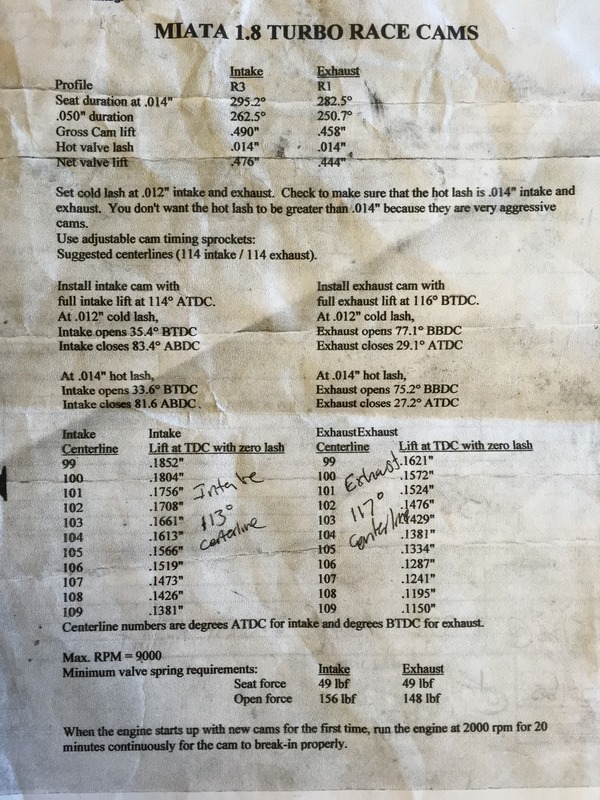 MIATA 1.8 TURBO RACE CAMS
Intake Exhaust
Profile R3 R1
Seat duration at .014" 295.2° 282.5°
.050" duration 262.5° 250.7°
Gross Cam lift .490" .458"
Hot valve lash .014" .014"
Net valve lift .476" .444"
Set cold lash at .012" intake and exhaust. Check to make sure that the hot lash is .014" intake and
exhaust. You don't want the hot lash to be greater than .014" because they are very aggressive
cams.
Use adjustable cam timing sprockets:
Suggested centerlines (114 intake / 114 exhaust).
Install intake cam with
full intake lift at 114° ATDC.
At .012" cold lash,
Intake opens 35.4° BTDC
Intake closes 83.4° ABDC
At .014" hot lash,
Intake opens 33.6° BTDC
Intake closes 81.6 ABDC.
Install exhaust cam with
full exhaust lift at 116° BTDC.
At .012" cold lash,
Exhaust opens 77.1° BBDC
Exhaust closes 29.1° ATDC
At .014" hot lash,
Exhaust opens 75.2° BBDC
Exhaust closes 27.2° ATDC
Intake Intake
Centerline Lift at TDC with zero lash
99 .1852"
100 .1804"
101 .1756"
102 .1708"
103 .1661"
104 .1613"
105 .1566"
106 .1519"
107 .1473"
108 .1426"
109 .1381"
Intake
113°
centerline
ExhaustExhaust
Centerline Lift at TDC with zero lash
99 .1621"
100 .1572"
101 .1524"
102 .1476"
103 .1429"
104 .1381"
105 .1334"
106 .1287"
107 .1241"
108 .1195"
109 .1150"
Exhaust
117°
centerline
Centerline numbers are degrees ATDC for intake and degrees BTDC for exhaust.
Max. RPM = 9000
Minimum valve spring requirements: Intake Exhaust
Seat force 49 lbf 49 lbf
Open force 156 lbf 148 lbf
When the engine starts up with new cams for the first time, run the engine at 2000 rpm for 20
minutes continuously for the cam to break-in properly.